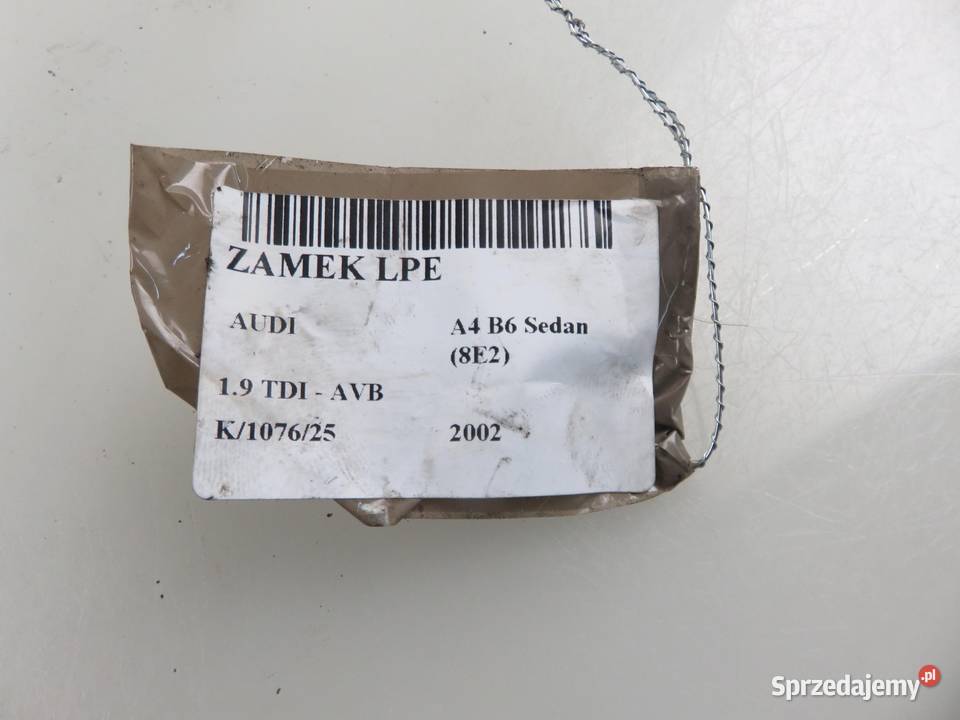 ZAMEK LPE
AUDI
A4 B6 Sedan
(8E2)
1.9 TDI - AVB
K/1076/25
2002
Sprzedajemy.pl